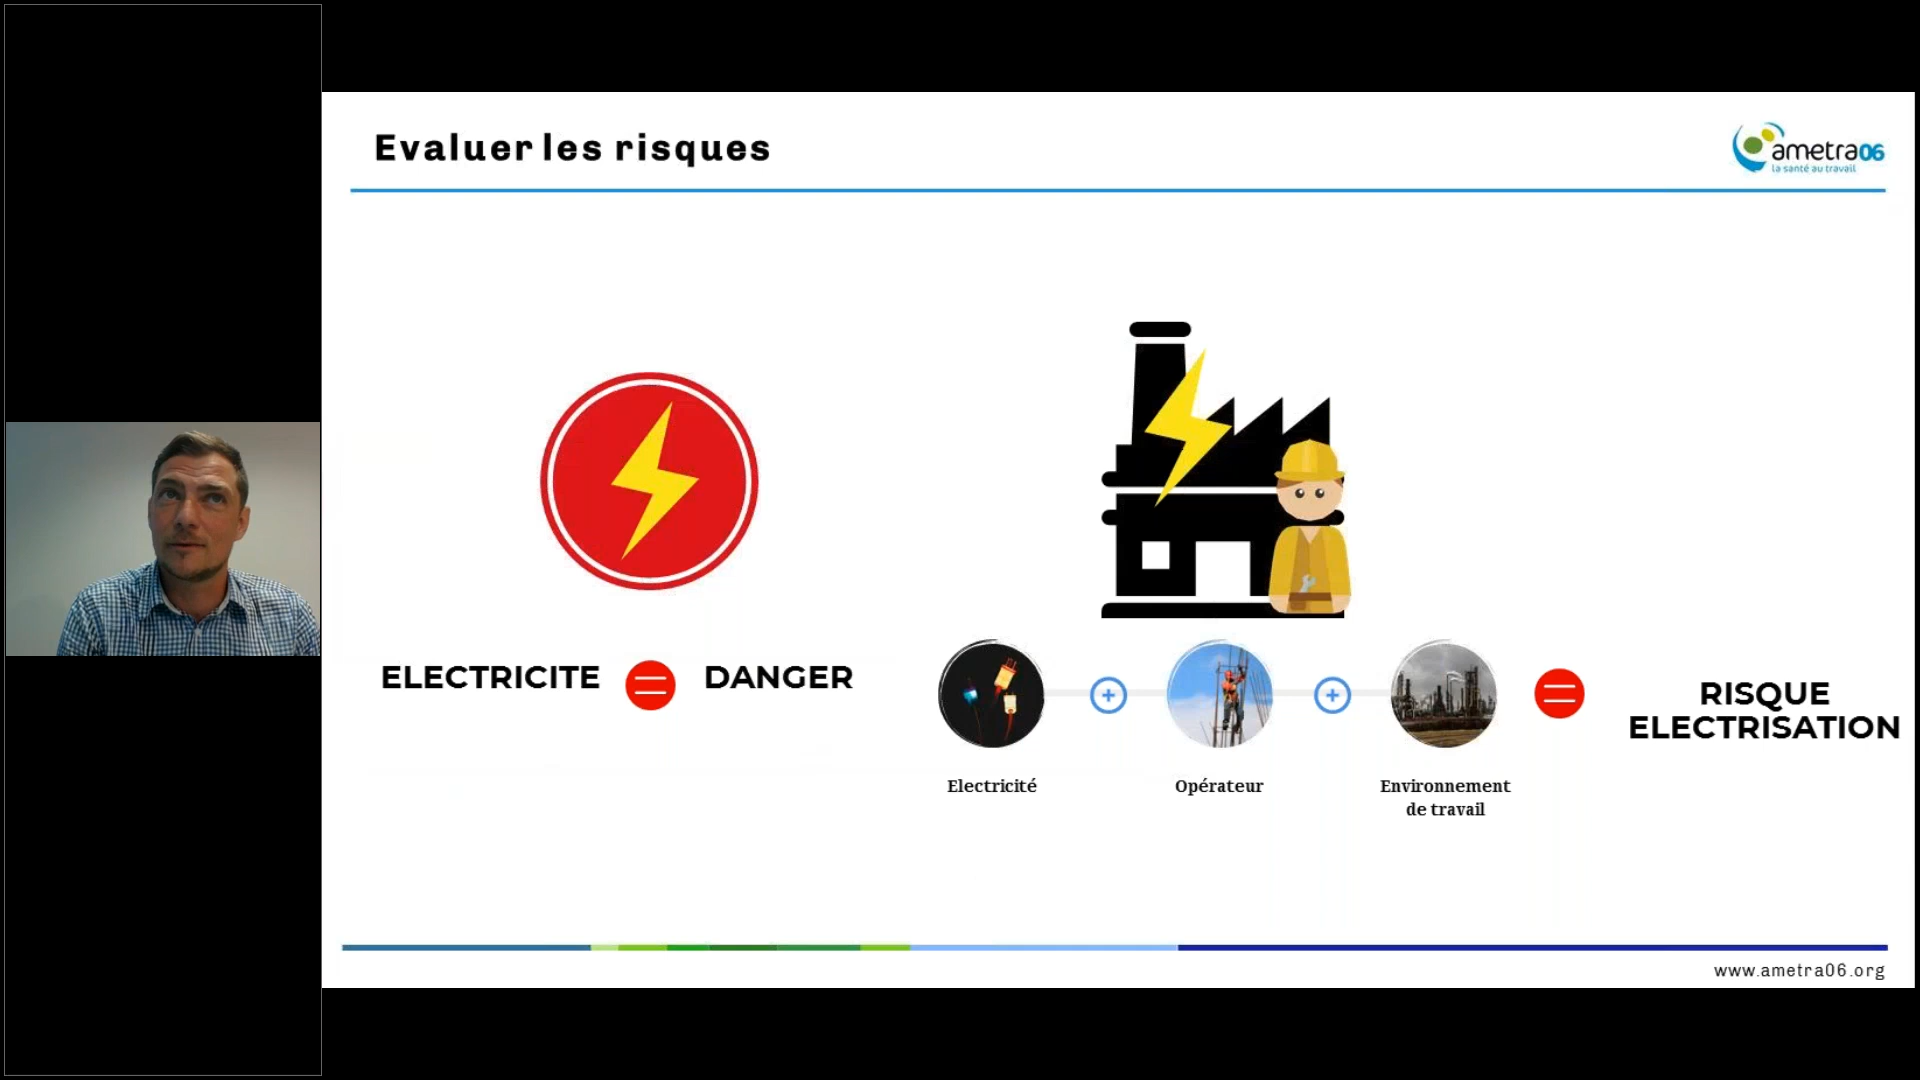 Evaluer les risques
ametra06
la santé au travail
ELECTRICITE = DANGER
Electricité
+
Opérateur
+
Environnement
de travail
=
RISQUE
ELECTRISATION
www.ametra06.org